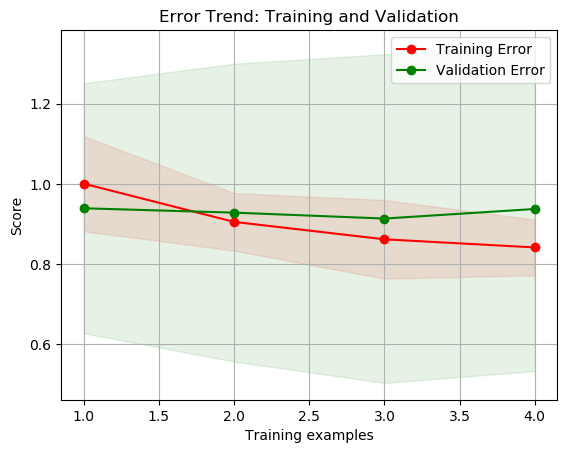 Error Trend: Training and Validation
Training Error
Validation Error
Score
1.2
1.0
0.8
0.6
1.0 1.5 2.0 2.5 3.0 3.5 4.0
Training examples